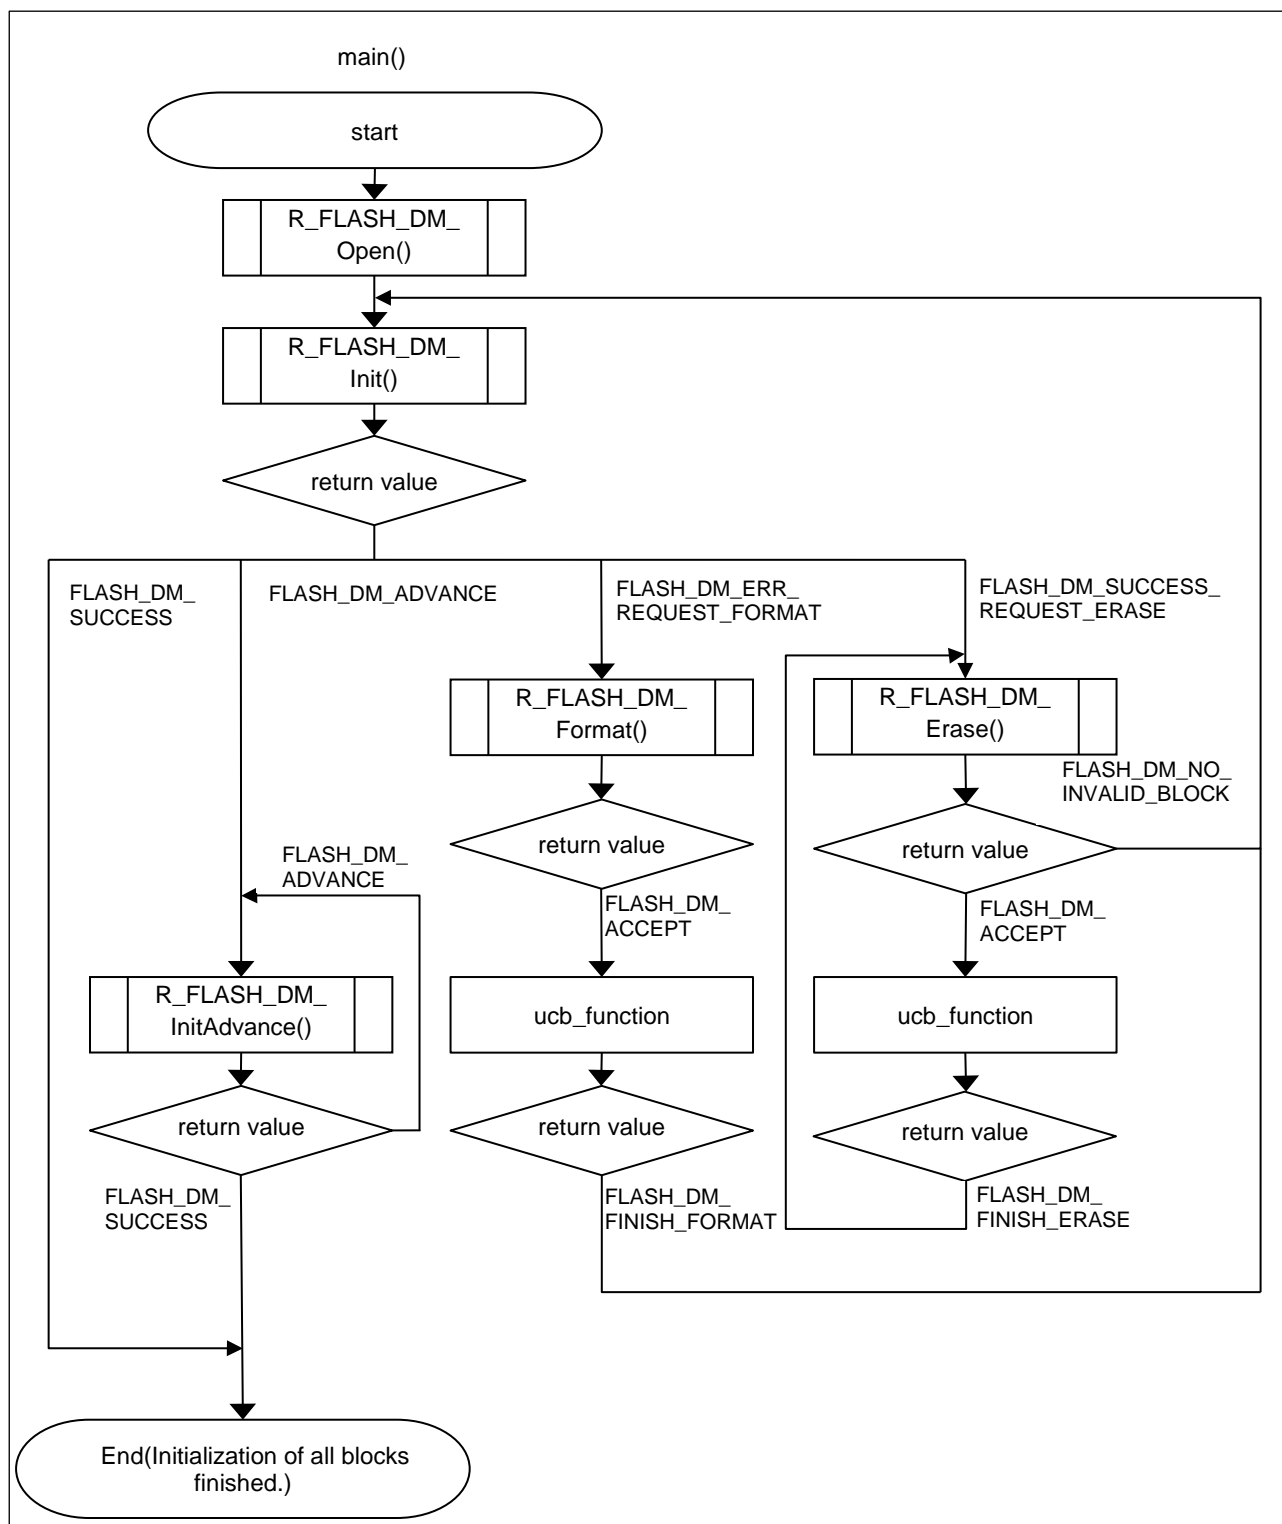 main()
start
R_FLASH_DM_
Open()
R_FLASH_DM_
Init()
return value
FLASH_DM_
SUCCESS
FLASH_DM_ADVANCE
FLASH_DM_ERR_
REQUEST_FORMAT
FLASH_DM_SUCCESS_
REQUEST_ERASE
R_FLASH_DM_
Format()
R_FLASH_DM_
Erase()
FLASH_DM_NO_
INVALID_BLOCK
return value
return value
FLASH_DM_
ADVANCE
FLASH_DM_
ACCEPT
FLASH_DM_
ACCEPT
R_FLASH_DM_
InitAdvance()
ucb_function
ucb_function
return value
return value
return value
FLASH_DM_
SUCCESS
FLASH_DM_
FINISH_FORMAT
FLASH_DM_
FINISH_ERASE
End(Initialization of all blocks
finished.)